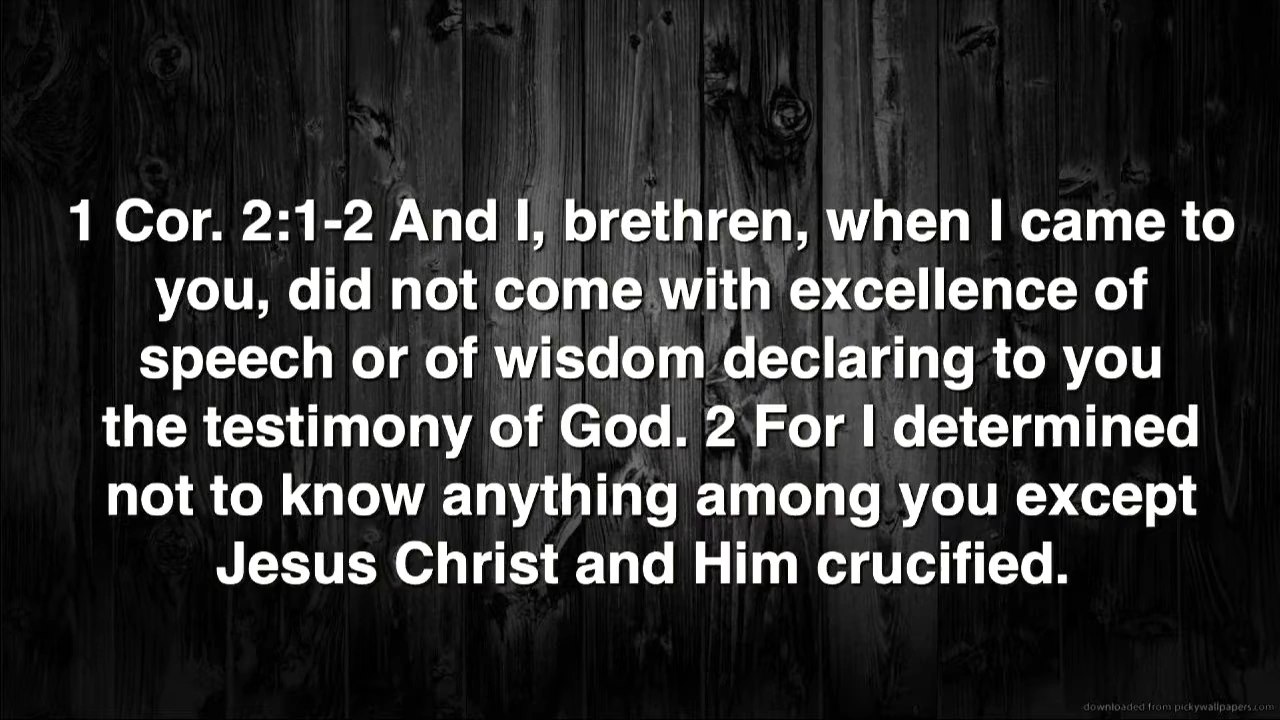 1 Cor. 2:1-2 And I, brethren, when I came to
you, did not come with excellence of
speech or of wisdom declaring to you
the testimony of God. 2 For I determined
not to know anything among you except
Jesus Christ and Him crucified.
downloaded from pickywallpapers.com